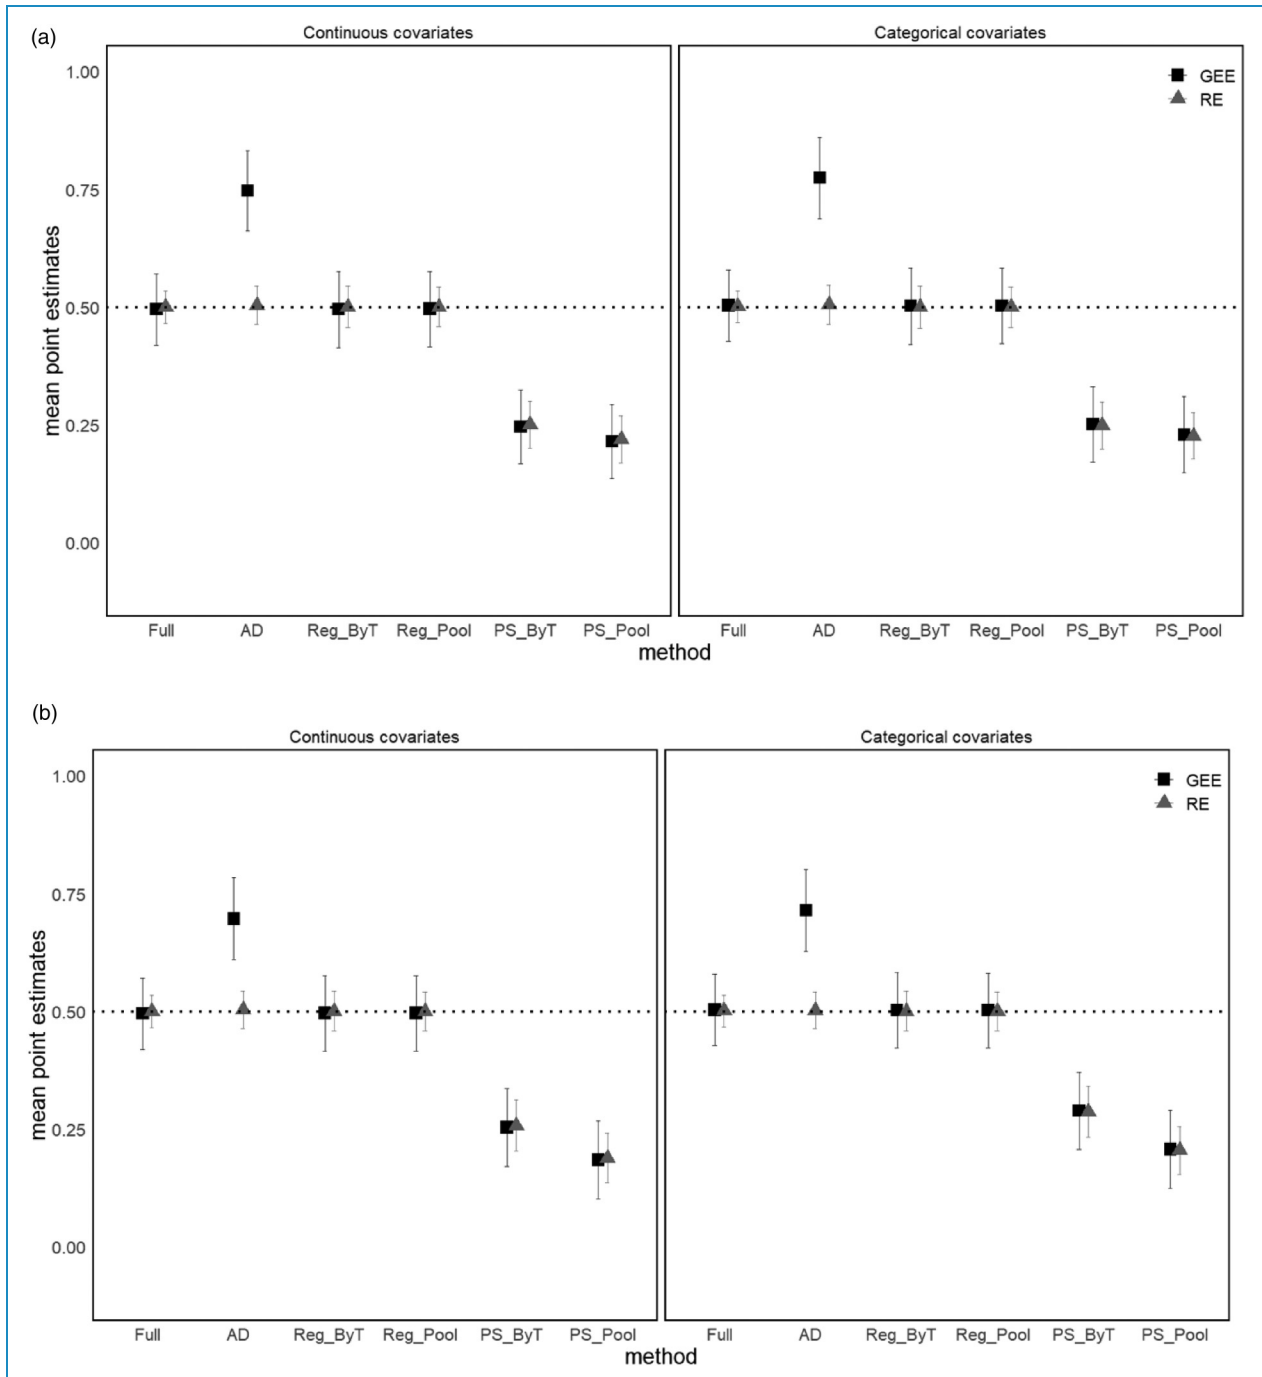 (a)
Continuous covariates Categorical covariates
GEE
RE
1.00
0.75
0.50
0.25
0.00
mean point estimates
Full AD Reg_ByT Reg_Pool PS_ByT PS_Pool Full AD Reg_ByT Reg_Pool PS_ByT PS_Pool
method
(b)
Continuous covariates Categorical covariates
GEE
RE
1.00
0.75
0.50
0.25
0.00
mean point estimates
Full AD Reg_ByT Reg_Pool PS_ByT PS_Pool Full AD Reg_ByT Reg_Pool PS_ByT PS_Pool
method